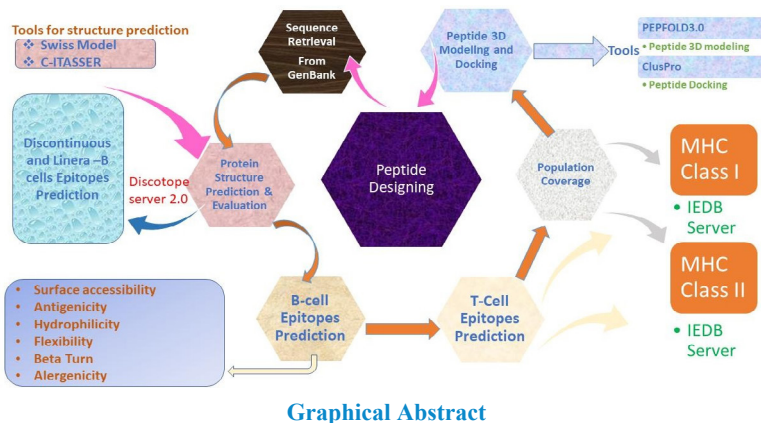 Tools for structure prediction
❖ Swiss Model
❖ C-ITASSER
Sequence
Retrieval
From
GenBank
Peptide 3D
Modeling and
Docking
Tools
PEPFOLD3.0
• Peptide 3D modeling
ClusPro
• Peptide Docking
Discontinuous
and Linera –B
cells Epitopes
Prediction
Discotope
server 2.0
Protein
Structure
Prediction &
Evaluation
Peptide
Designing
Population
Coverage
MHC
Class I
• IEDB
Server
MHC
Class II
• IEDB
Server
• Surface accessibility
• Antigenicity
• Hydrophilicity
• Flexibility
• Beta Turn
• Alergenicity
B-cell
Epitopes
Prediction
T-Cell
Epitopes
Prediction
Graphical Abstract